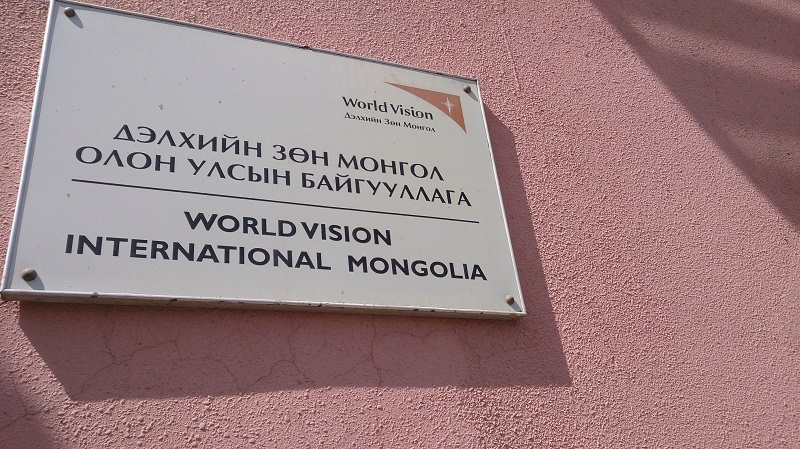 World Vision
Дэлхийн Зөн Монгол
ДЭЛХИЙН ЗӨН МОНГОЛ
ОЛОН УЛСЫН БАЙГУУЛЛАГА
WORLD VISION
INTERNATIONAL MONGOLIA